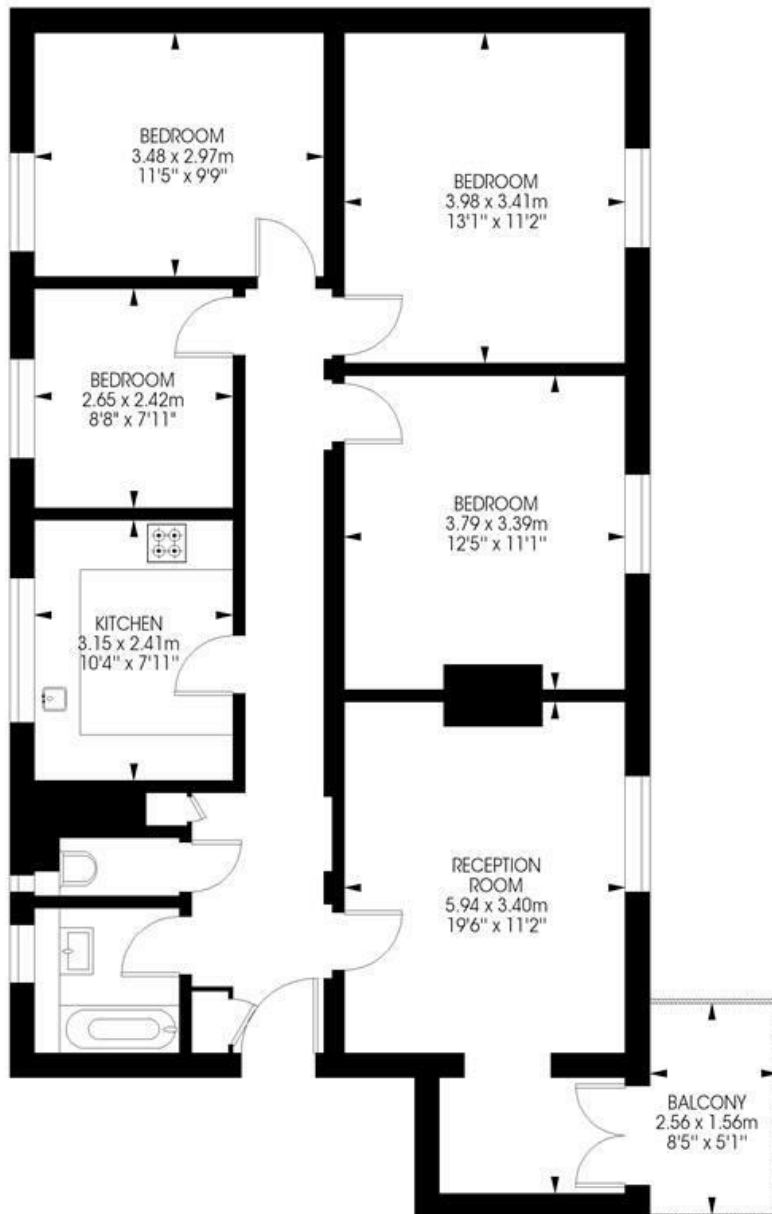 BEDROOM
3.48 x 2.97m
11'5" x 9'9"
BEDROOM
3.98 x 3.41m
13'1" x 11'2"
BEDROOM
2.65 x 2.42m
8'8" x 7'11"
BEDROOM
3.79 x 3.39m
12'5" x 11'1"
KITCHEN
3.15 x 2.41m
10'4" x 7'11"
RECEPTION
ROOM
5.94 x 3.40m
19'6" x 11'2"
BALCONY
2.56 x 1.56m
8'5" x 5'1"